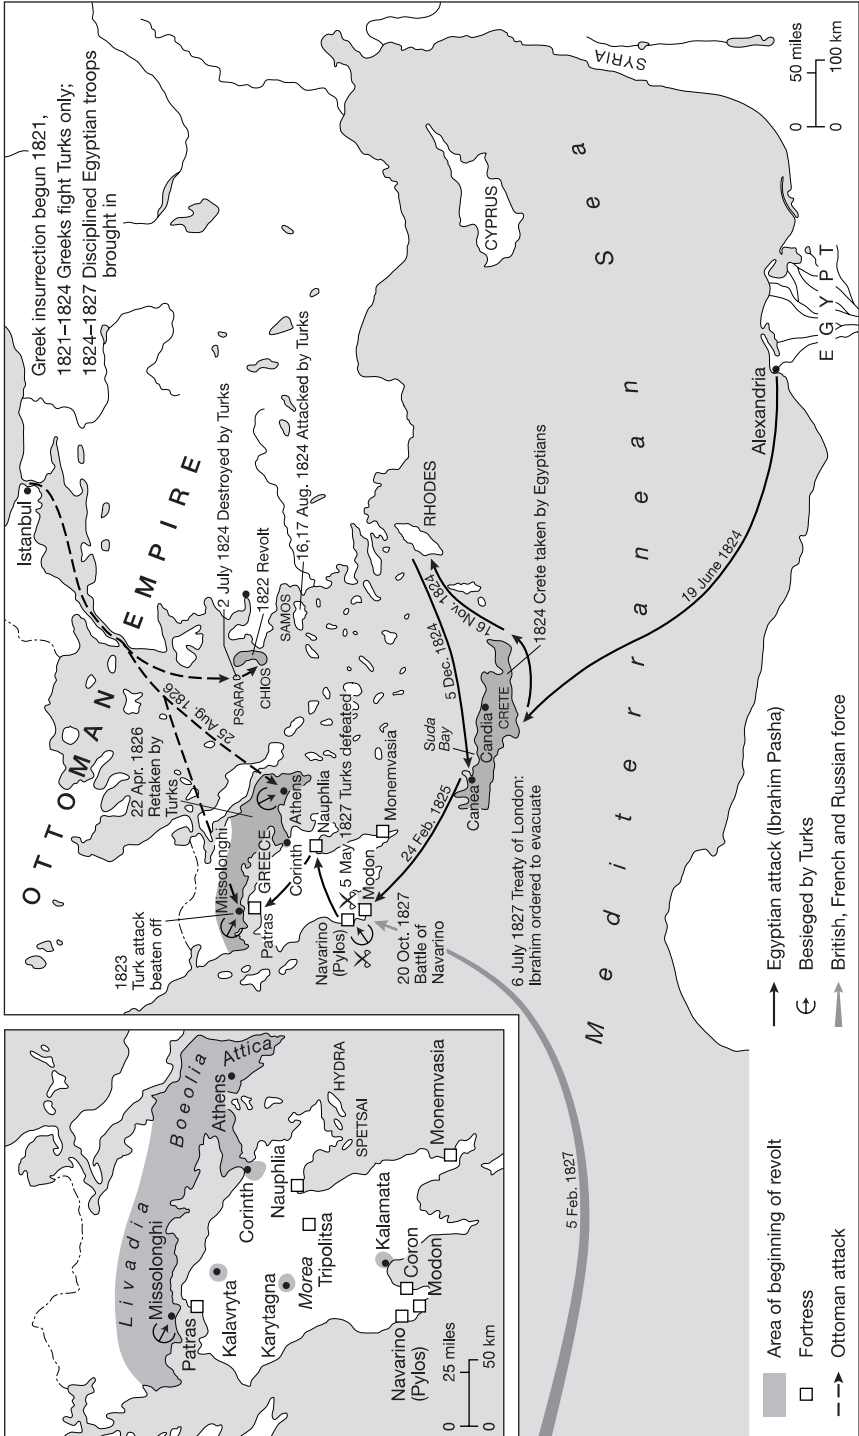 Greek insurrection begun 1821,
1821–1824 Greeks fight Turks only;
1824–1827 Disciplined Egyptian troops
brought in
OTTOMAN
EMPIRE
Istanbul
2 July 1824 Destroyed by Turks
1822 Revolt
16,17 Aug. 1824 Attacked by Turks
PSARA
CHIOS
SAMOS
25 Aug. 1826
22 Apr. 1826
Retaken by
Turks
1823
Turk attack
beaten off
Missolonghi
GREECE
Athens
Corinth
Patras
Nauphlia
5 May 1827 Turks defeated
Monemvasia
Modon
Navarino
(Pylos)
20 Oct. 1827
Battle of
Navarino
RHODES
CYPRUS
SYRIA
16 Nov. 1824
5 Dec. 1824
24 Feb. 1825
Suda
Bay
Canea
Candia
CRETE
1824 Crete taken by Egyptians
6 July 1827 Treaty of London:
Ibrahim ordered to evacuate
19 June 1824
Alexandria
EGYPT
Mediterranean Sea
5 Feb. 1827
0 50 miles
0 100 km
Livadia
Boeolia
Attica
Missolonghi
Athens
Patras
Corinth
Kalavryta
Nauphlia
HYDRA
SPETSAI
Karytagna
Morea
Tripolitsa
Kalamata
Monemvasia
Coron
Modon
Navarino
(Pylos)
0 25 miles
0 50 km
Area of beginning of revolt
Fortress
Ottoman attack
Egyptian attack (Ibrahim Pasha)
Besieged by Turks
British, French and Russian force